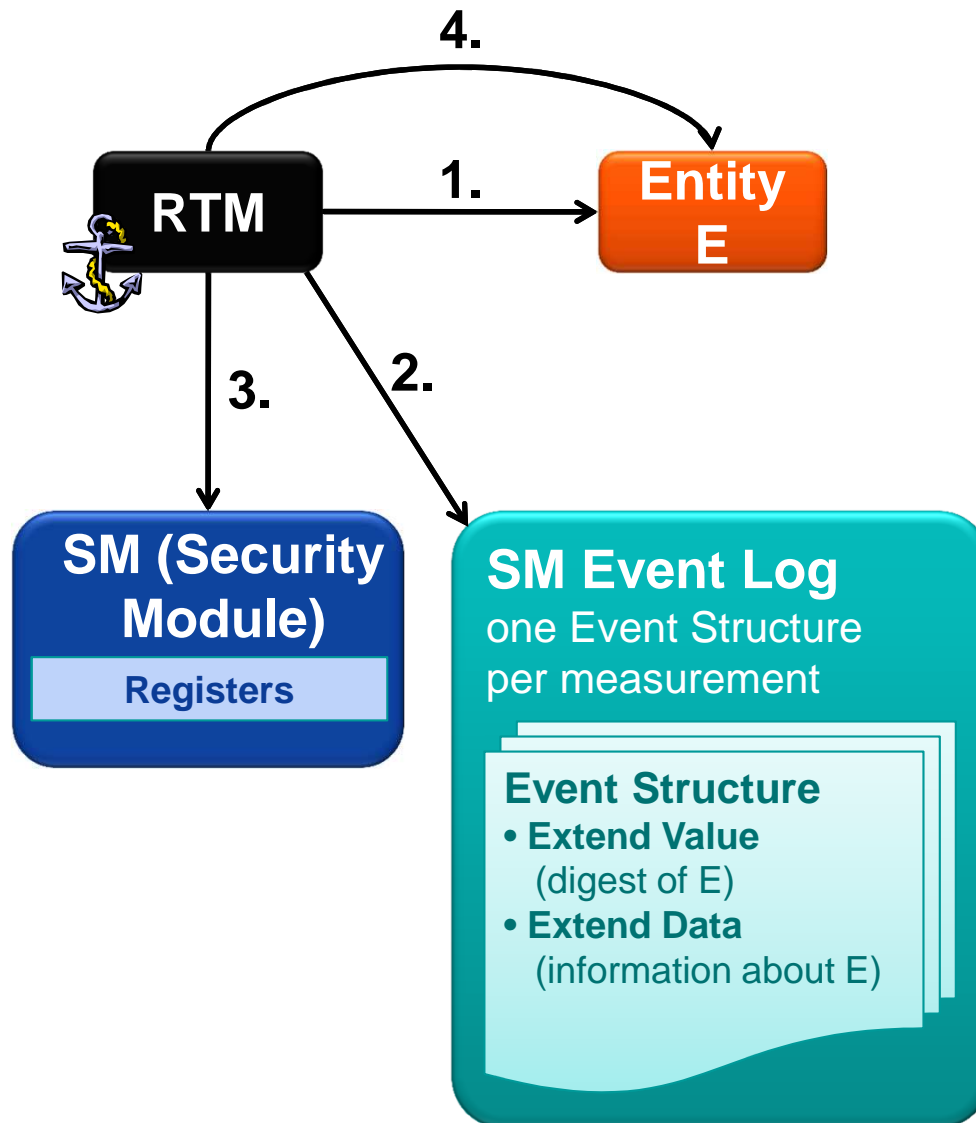 4.
RTM
1.
Entity
E
3.
2.
SM (Security
Module)
Registers
SM Event Log
one Event Structure
per measurement
Event Structure
• Extend Value
(digest of E)
• Extend Data
(information about E)